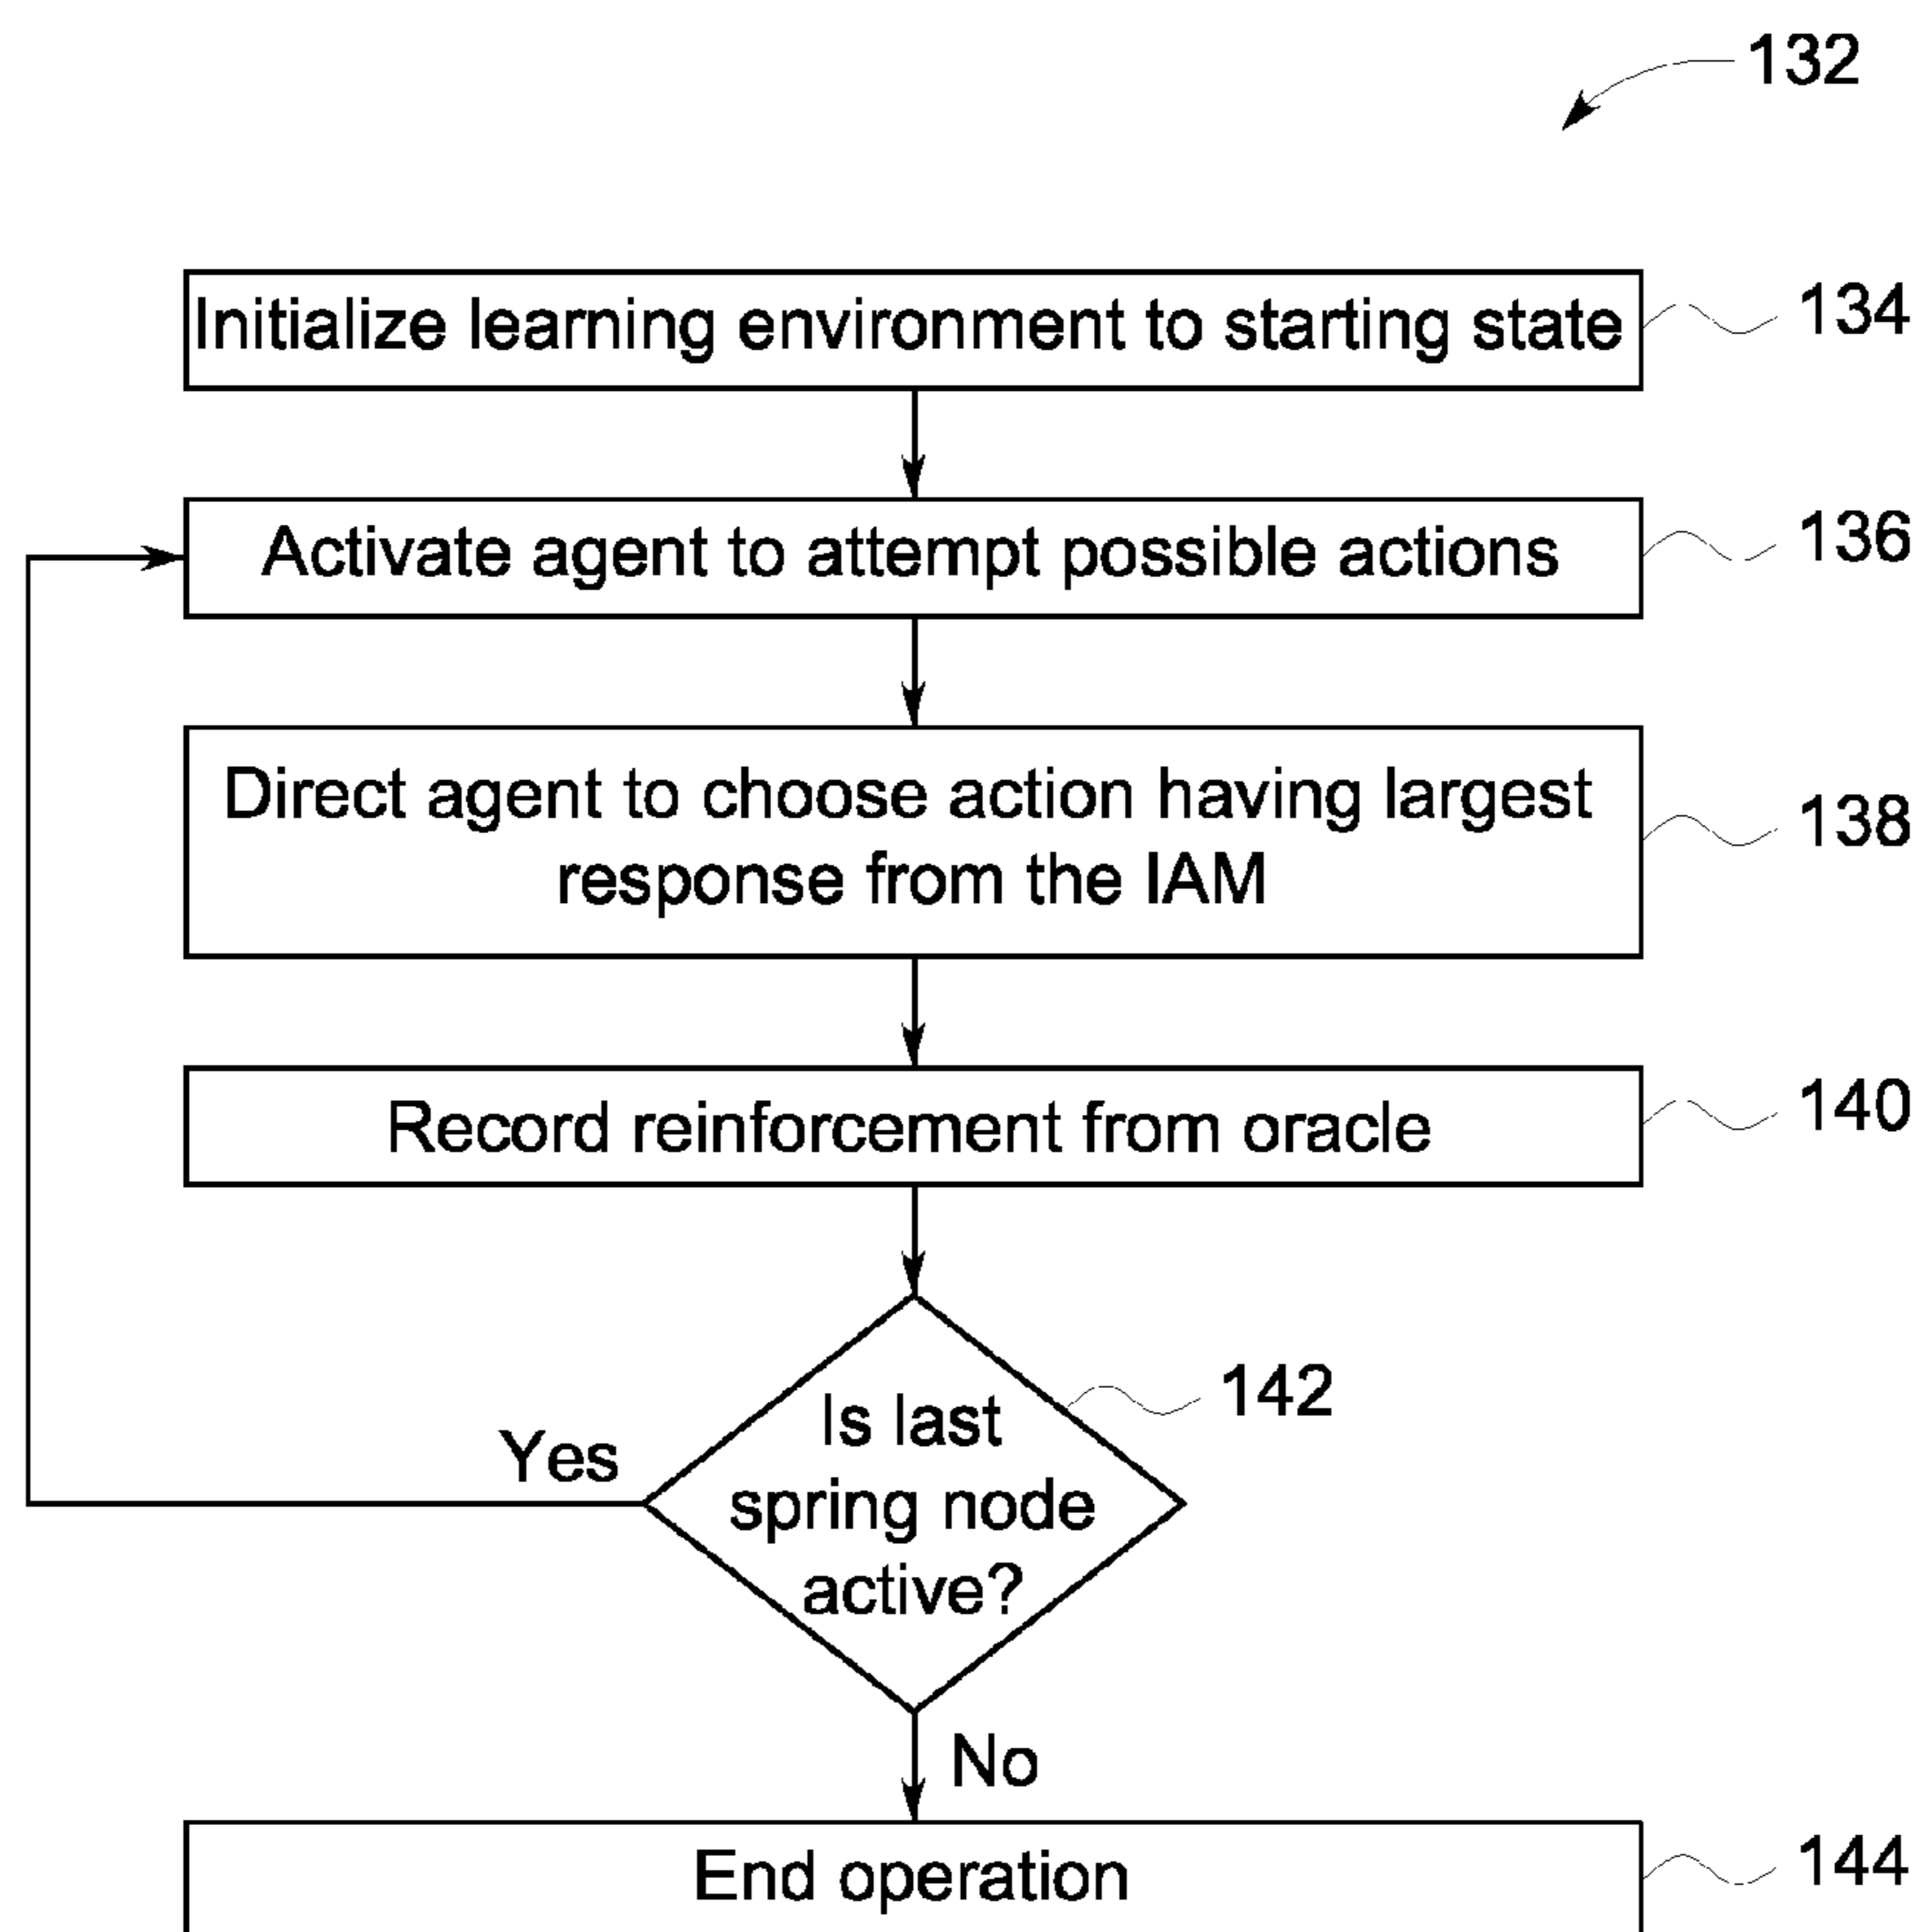 132
Initialize learning environment to starting state
134
Activate agent to attempt possible actions
136
Direct agent to choose action having largest
response from the IAM
138
Record reinforcement from oracle
140
Is last
spring node
active?
142
Yes
No
End operation
144